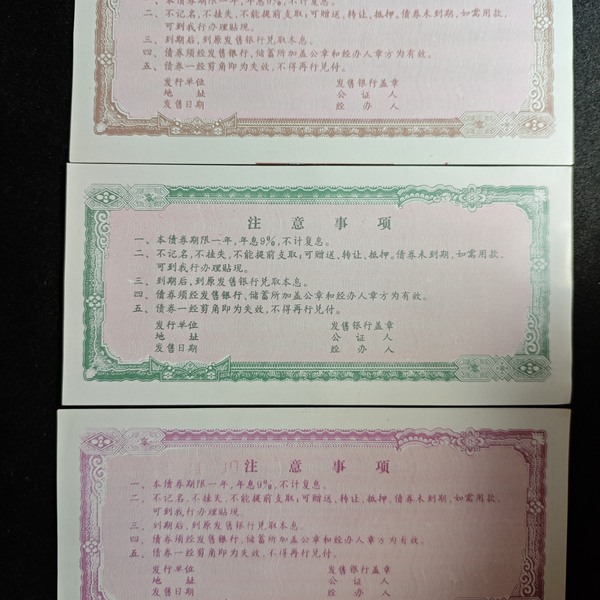 一、本债券期限一年,年息9%,不计复息。
二、不记名,不挂失,不能提前支取;可赠送、转让、抵押。债券未到期,如需用款,
可到我行办理贴现。
三、到期后,到原发售银行兑取本息。
四、债券须经发售银行、储蓄所加盖公章和经办人章方为有效。
五、债券一经剪角即为失效,不得再行兑付。
发行单位 发售银行盖章
地 址 公 证 人
发售日期 经 办 人
注 意 事 项
一、本债券期限一年,年息9%,不计复息。
二、不记名,不挂失,不能提前支取;可赠送、转让、抵押。债券未到期,如需用款,
可到我行办理贴现。
三、到期后,到原发售银行兑取本息。
四、债券须经发售银行、储蓄所加盖公章和经办人章方为有效。
五、债券一经剪角即为失效,不得再行兑付。
发行单位 发售银行盖章
地 址 公 证 人
发售日期 经 办 人
注 意 事 项
一、本债券期限一年,年息9%,不计复息。
二、不记名,不挂失,不能提前支取;可赠送、转让、抵押。债券未到期,如需用款,
可到我行办理贴现。
三、到期后,到原发售银行兑取本息。
四、债券须经发售银行、储蓄所加盖公章和经办人章方为有效。
五、债券一经剪角即为失效,不得再行兑付。
发行单位 发售银行盖章
地 址 公 证 人
发售日期 经 办 人